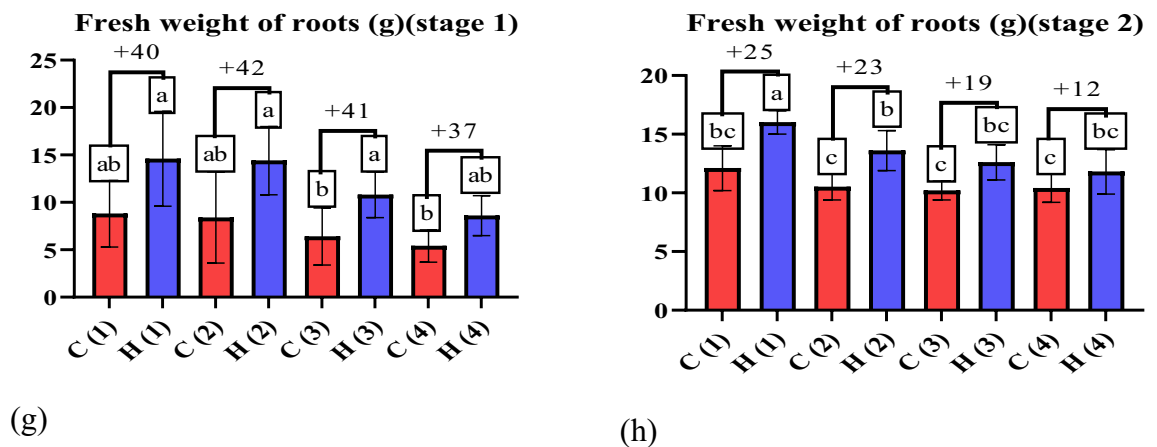 Fresh weight of roots (g)(stage 1)
+40
+42
+41
+37
25
20
15
10
5
0
ab
a
ab
a
b
a
b
ab
C (1)
H (1)
C (2)
H (2)
C (3)
H (3)
C (4)
H (4)
(g)
Fresh weight of roots (g)(stage 2)
+25
+23
+19
+12
20
15
10
5
0
bc
a
c
b
c
bc
c
bc
C (1)
H (1)
C (2)
H (2)
C (3)
H (3)
C (4)
H (4)
(h)